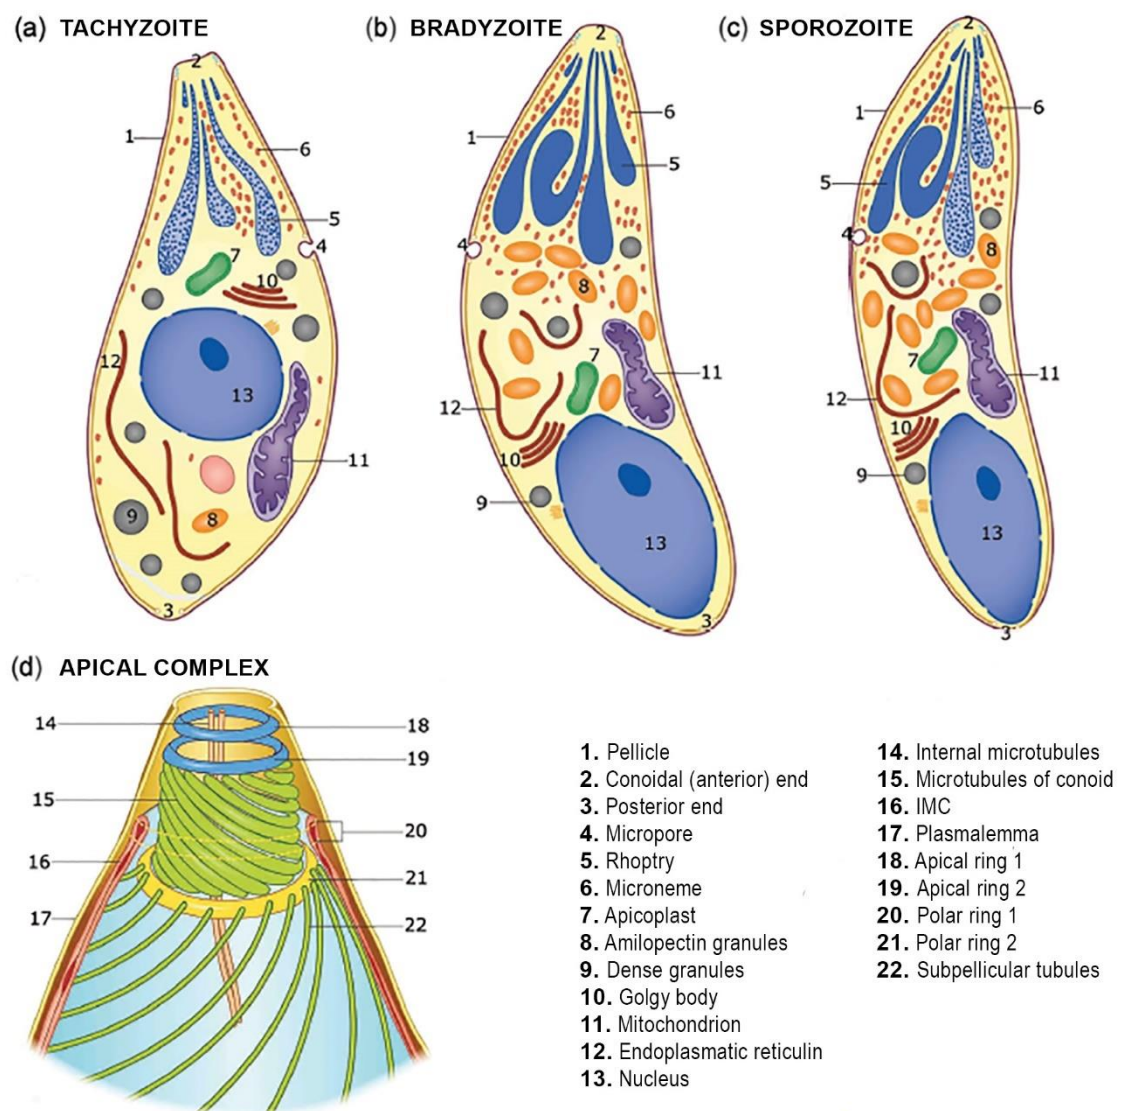 (a) TACHYZOITE
(b) BRADYZOITE
(c) SPOROZOITE
2
1
6
5
4
7
10
12
13
11
9
8
3
2
6
1
5
4
8
7
11
12
10
9
13
3
2
1
6
5
4
8
7
11
12
10
9
13
3
(d) APICAL COMPLEX
14
18
19
15
20
16
21
17
22
1. Pellicle
2. Conoidal (anterior) end
3. Posterior end
4. Micropore
5. Rhoptry
6. Microneme
7. Apicoplast
8. Amilopectin granules
9. Dense granules
10. Golgy body
11. Mitochondrion
12. Endoplasmatic reticulin
13. Nucleus
14. Internal microtubules
15. Microtubules of conoid
16. IMC
17. Plasmalemma
18. Apical ring 1
19. Apical ring 2
20. Polar ring 1
21. Polar ring 2
22. Subpellicular tubules